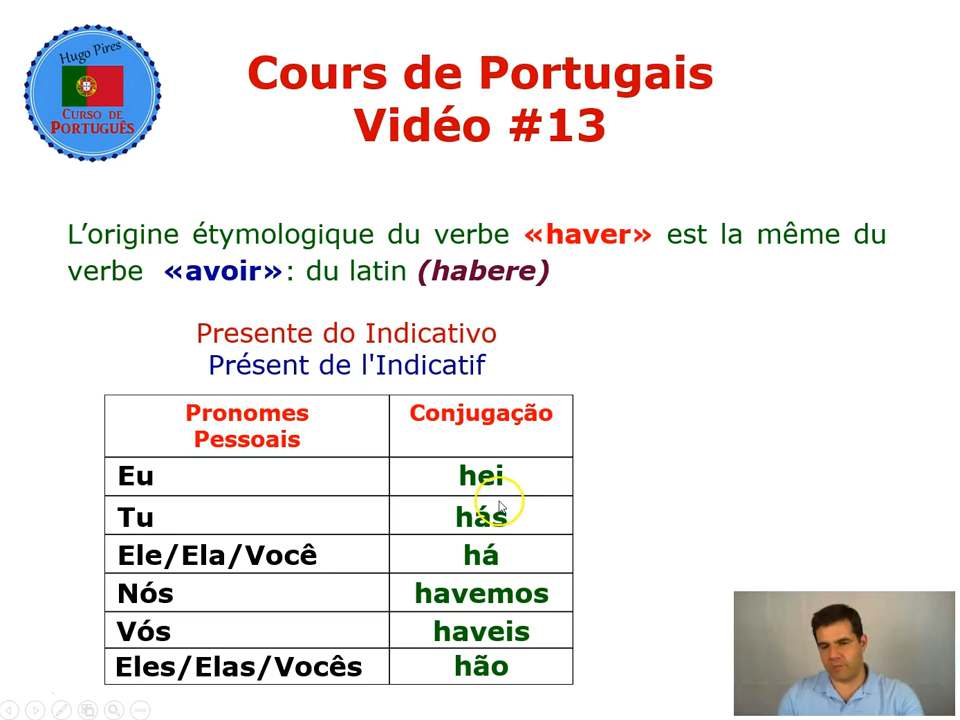 Hugo Pires
CURSO DE
PORTUGUÊS
Cours de Portugais
Vidéo #13
L’origine étymologique du verbe «haver» est la même du
verbe «avoir»: du latin (habere)
Presente do Indicativo
Présent de l'Indicatif
Pronomes Pessoais Conjugação
Eu hei
Tu hás
Ele/Ela/Você há
Nós havemos
Vós haveis
Eles/Elas/Vocês hão